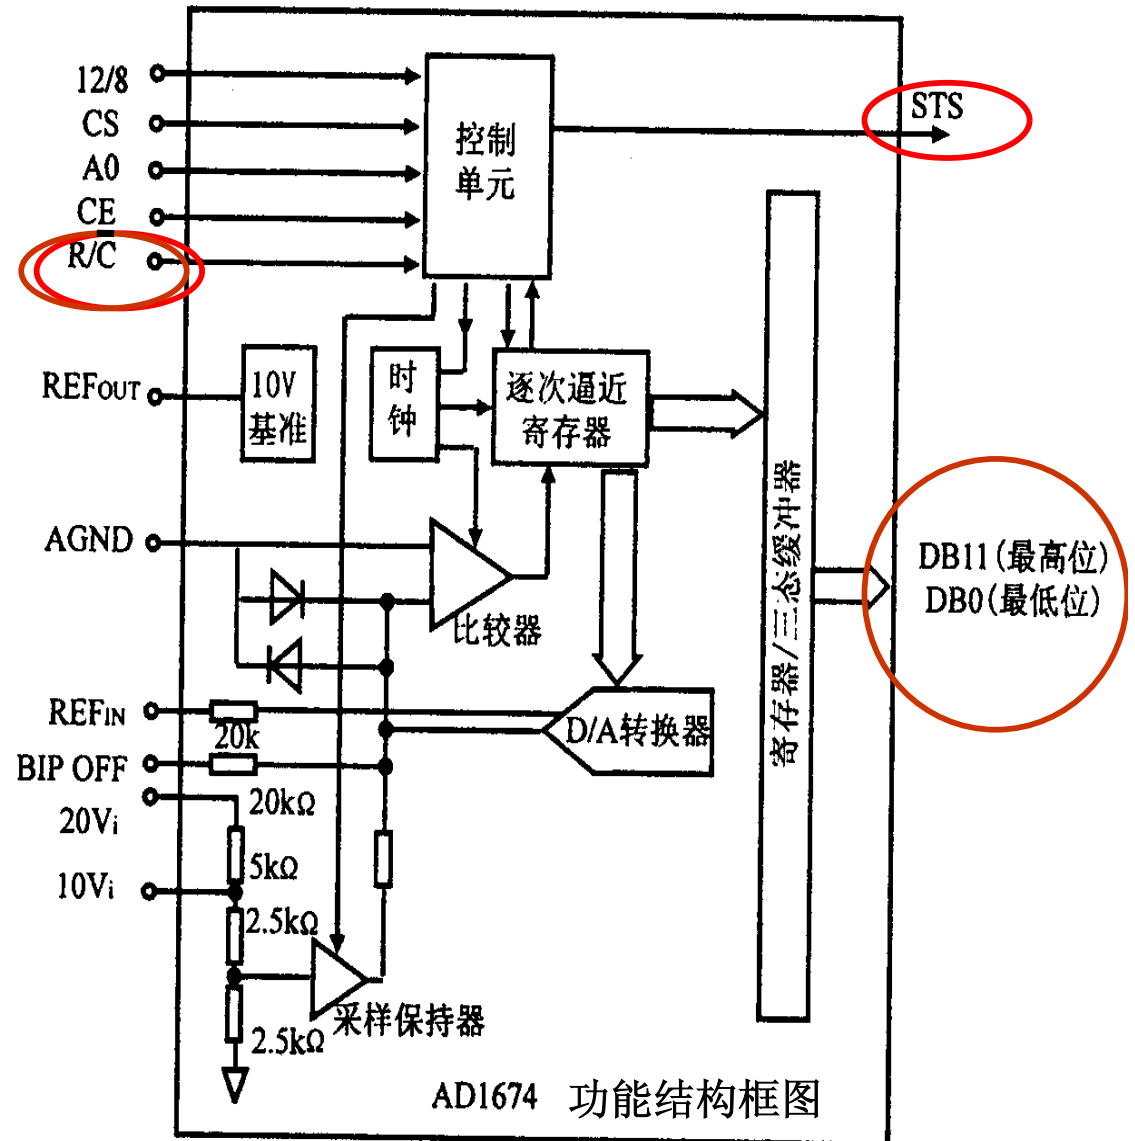 12/8
CS
A0
CE
R/C
控制
单元
STS
REFOUT
10V
基准
时
钟
逐次逼近
寄存器
寄存器/三态缓冲器
AGND
比较器
DB11(最高位)
DB0(最低位)
REFIN
20k
D/A转换器
BIP OFF
20kΩ
20Vi
5kΩ
10Vi
2.5kΩ
采样保持器
2.5kΩ
AD1674 功能结构框图